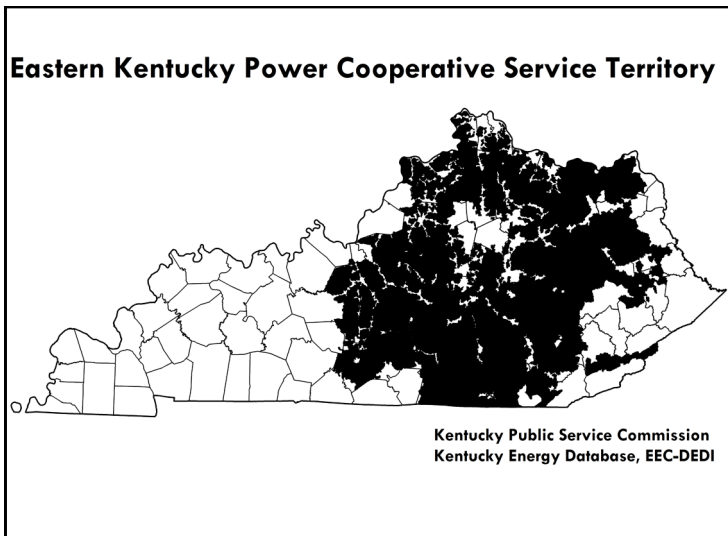 Eastern Kentucky Power Cooperative Service Territory
Kentucky Public Service Commission
Kentucky Energy Database, EEC-DEDI